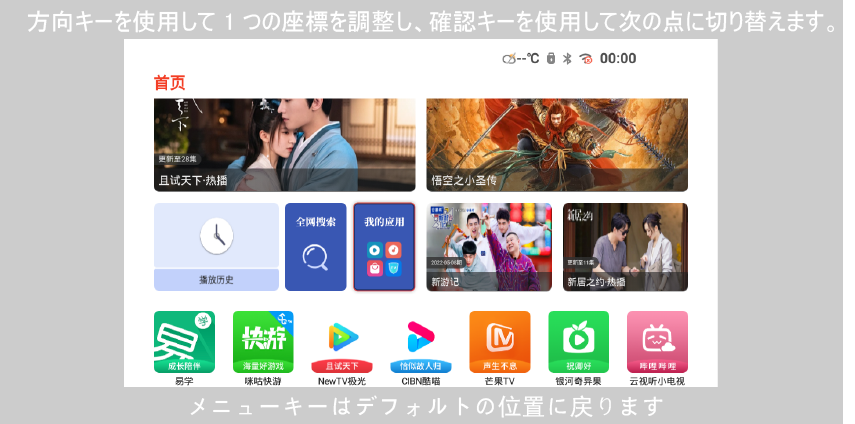 方向キーを使用して 1 つの座標を調整し、確認キーを使用して次の点に切り替えます。
--℃ 00:00
首页
更新至28集
且试天下·热播
悟空之小圣传
播放历史
全网搜索
我的应用
2022-05-08期
新游记
新居之约
更新至11集
新居之约·热播
易 学
成长陪伴
快游
海量好游戏
且试天下
恰似故人归
声生不息
祝卿好
哔哩哔哩
易学
咪咕快游
NewTV极光
CIBN酷喵
芒果TV
银河奇异果
云视听小电视
メニューキーはデフォルトの位置に戻ります